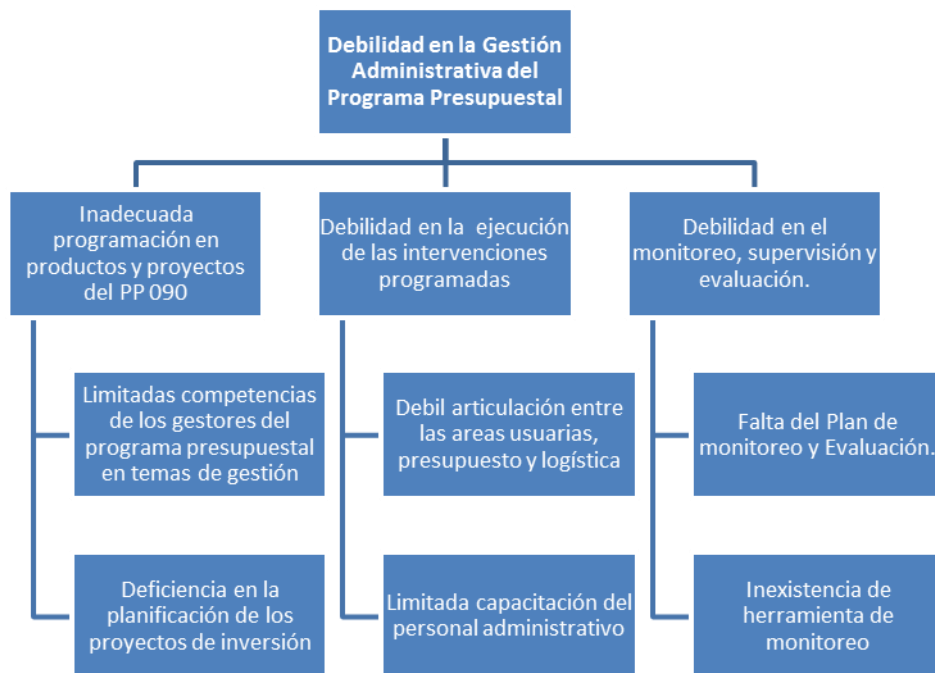 Debilidad en la Gestión
Administrativa del
Programa Presupuestal
Inadecuada
programación en
productos y proyectos
del PP 090
Debilidad en la ejecución
de las intervenciones
programadas
Debilidad en el
monitoreo, supervisión y
evaluación.
Limitadas competencias
de los gestores del
programa presupuestal
en temas de gestión
Debil articulación entre
las areas usuarias,
presupuesto y logística
Falta del Plan de
monitoreo y Evaluación.
Deficiencia en la
planificación de los
proyectos de inversión
Limitada capacitación del
personal administrativo
Inexistencia de
herramienta de
monitoreo